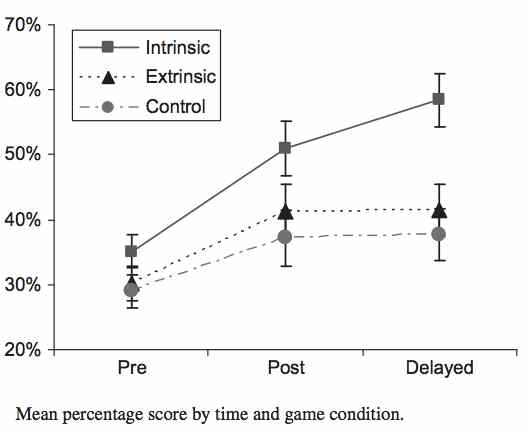 70%
Intrinsic
Extrinsic
Control
60%
50%
40%
30%
20%
Pre Post Delayed
Mean percentage score by time and game condition.